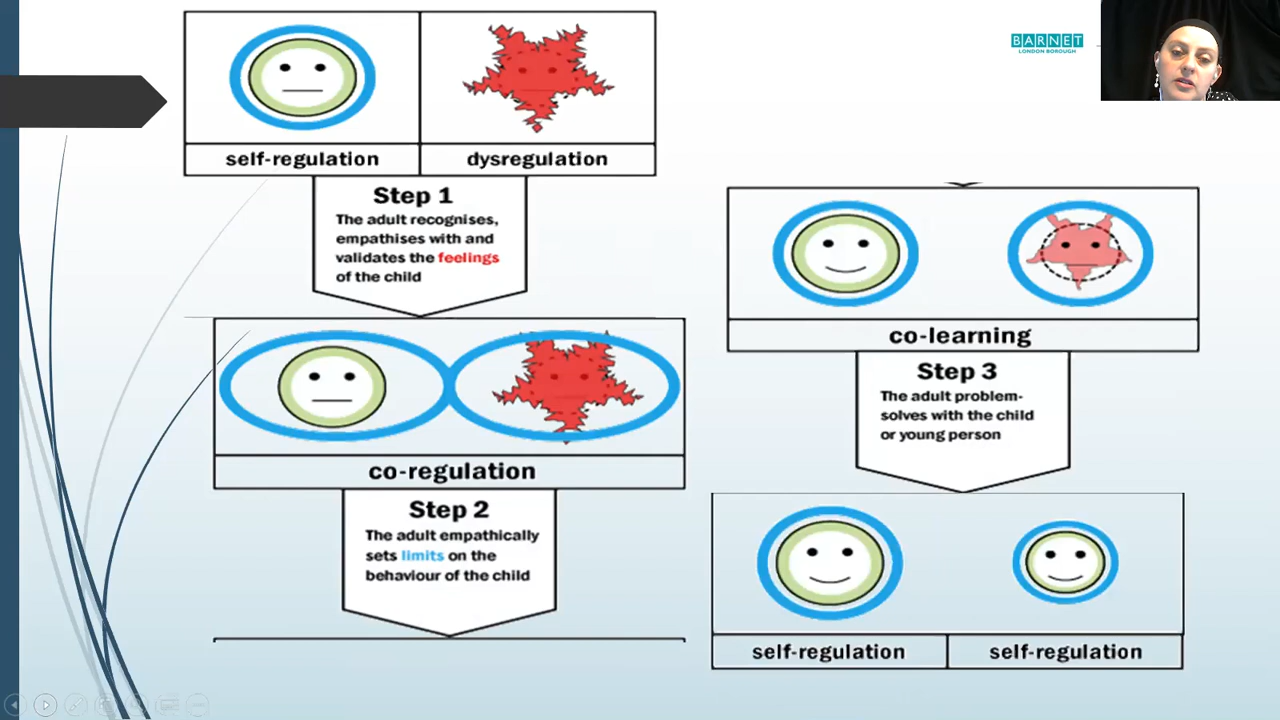 self-regulation
dysregulation
Step 1
The adult recognises,
empathises with and
validates the feelings
of the child
co-regulation
Step 2
The adult empathically
sets limits on the
behaviour of the child
BARNET
LONDON BOROUGH
co-learning
Step 3
The adult problem-
solves with the child
or young person
self-regulation
self-regulation